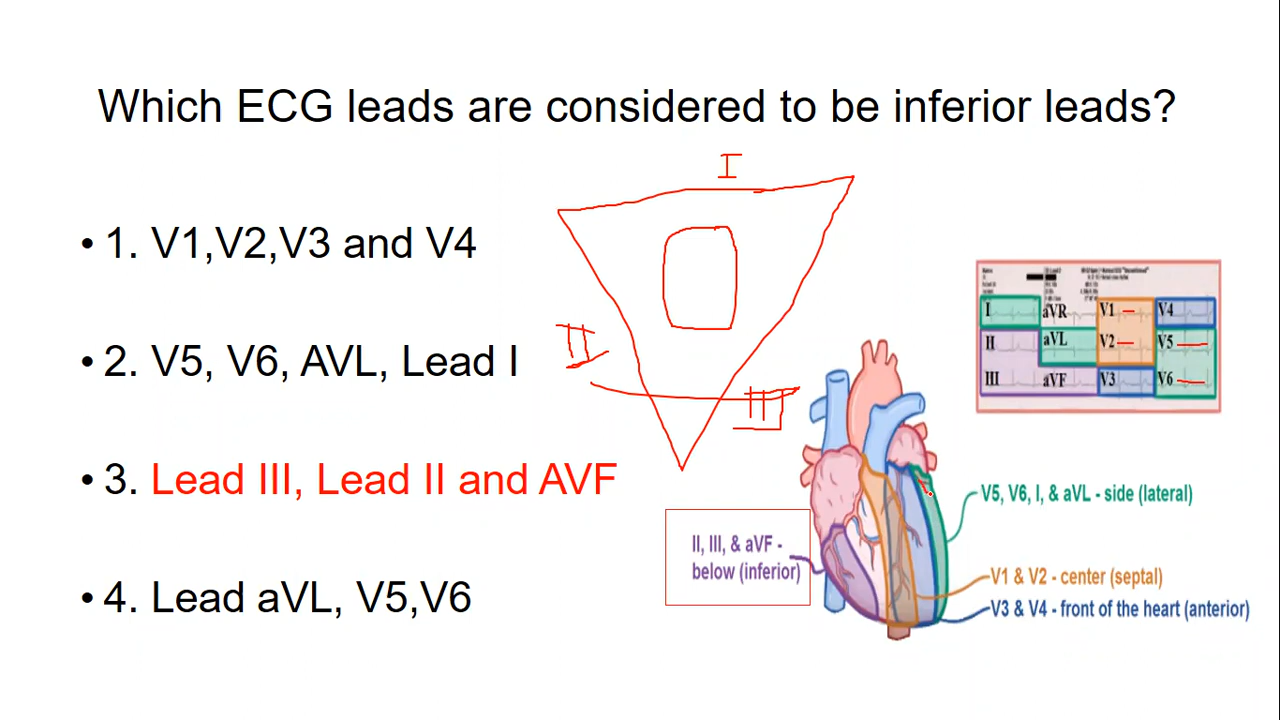 Which ECG leads are considered to be inferior leads?
I
• 1. V1,V2,V3 and V4
I aVR V1 V4
II aVL V2 V5
III aVF V3 V6
II
• 2. V5, V6, AVL, Lead I
III
• 3. Lead III, Lead II and AVF
V5, V6, I, & aVL - side (lateral)
II, III, & aVF -
below (inferior)
V1 & V2 - center (septal)
V3 & V4 - front of the heart (anterior)
• 4. Lead aVL, V5,V6